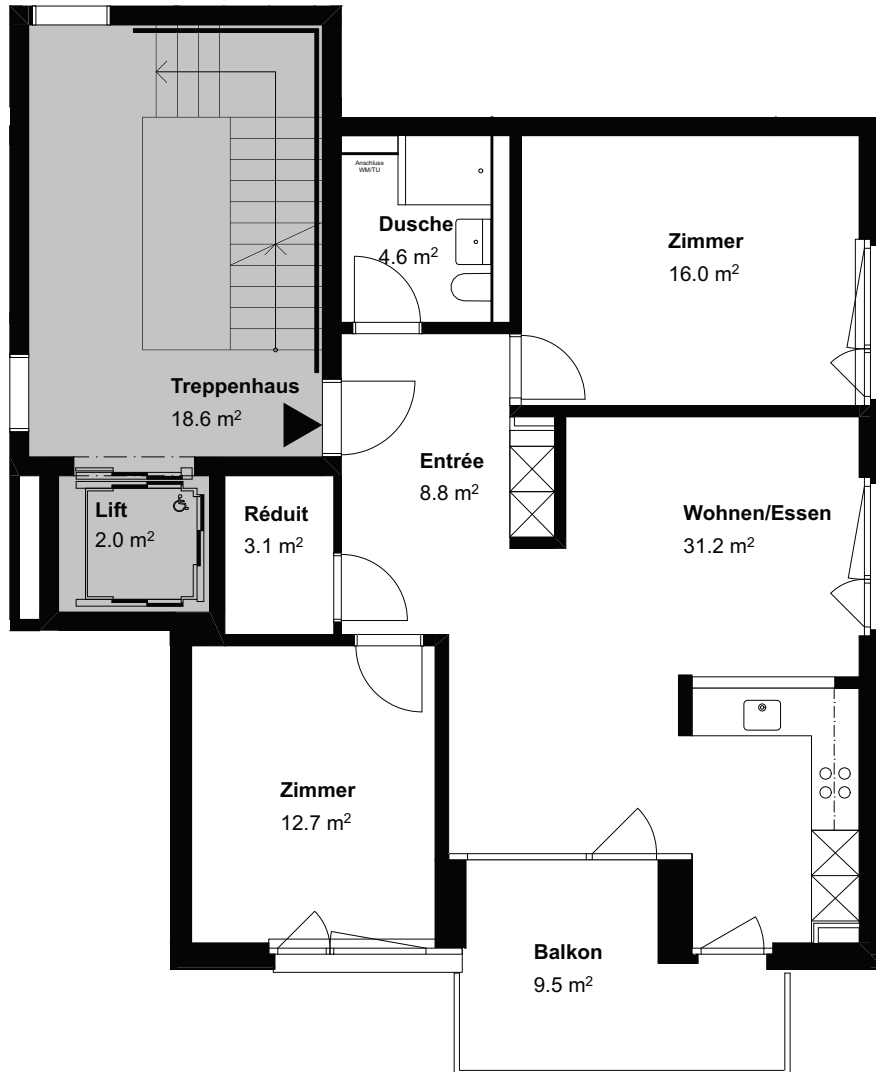 Anschluss
WM/TU
Dusche
4.6 m²
Zimmer
16.0 m²
Treppenhaus
18.6 m²
Entrée
8.8 m²
Lift
2.0 m²
Réduit
3.1 m²
Wohnen/Essen
31.2 m²
Zimmer
12.7 m²
Balkon
9.5 m²